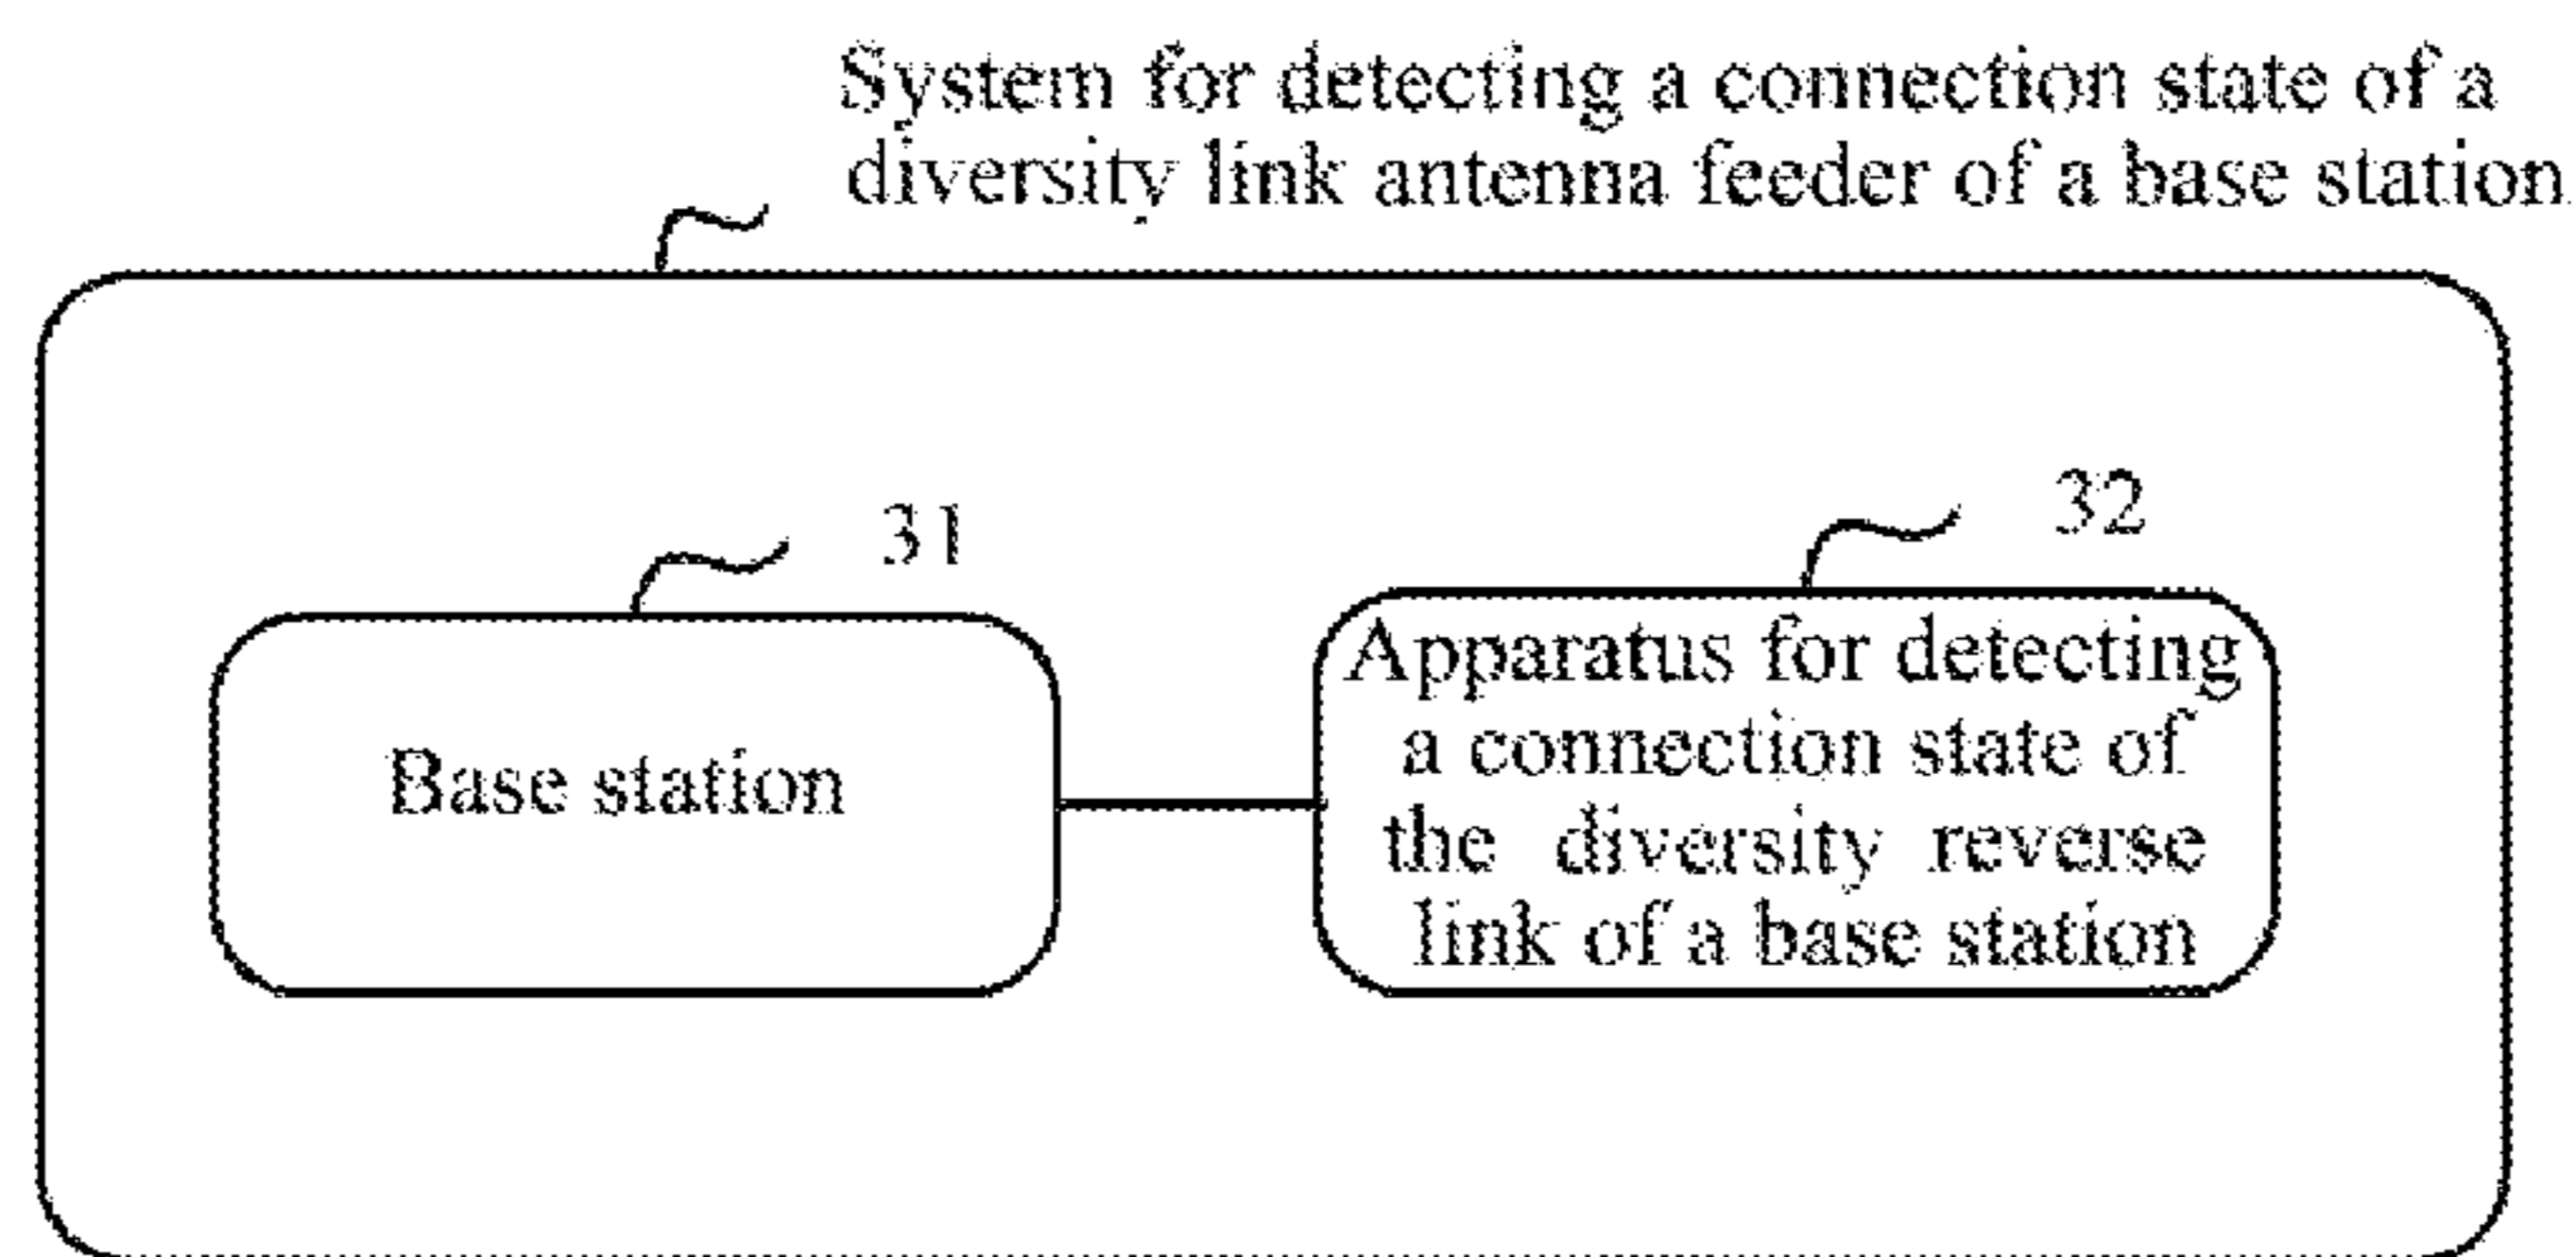 System for detecting a connection state of a
diversity link antenna feeder of a base station
31
32
Base station
Apparatus for detecting
a connection state of
the diversity reverse
link of a base station